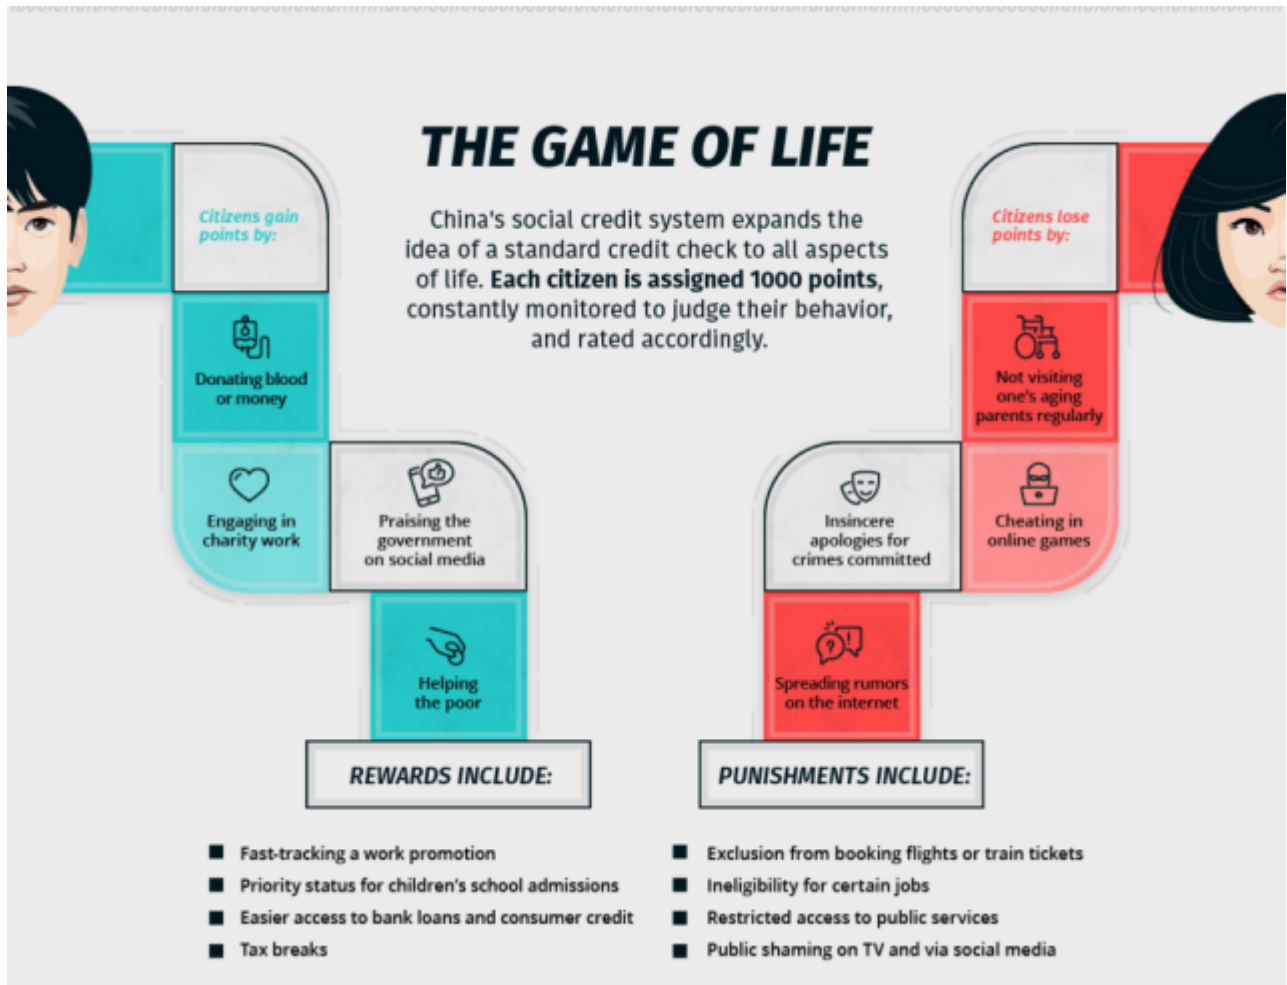 THE GAME OF LIFE
China's social credit system expands the
idea of a standard credit check to all aspects
of life. Each citizen is assigned 1000 points,
constantly monitored to judge their behavior,
and rated accordingly.
Citizens gain
points by:
Donating blood
or money
Engaging in
charity work
Praising the
government
on social media
Helping
the poor
Citizens lose
points by:
Not visiting
one's aging
parents regularly
Cheating in
online games
Insincere
apologies for
crimes committed
Spreading rumors
on the internet
REWARDS INCLUDE:
Fast-tracking a work promotion
Priority status for children's school admissions
Easier access to bank loans and consumer credit
Tax breaks
PUNISHMENTS INCLUDE:
Exclusion from booking flights or train tickets
Ineligibility for certain jobs
Restricted access to public services
Public shaming on TV and via social media